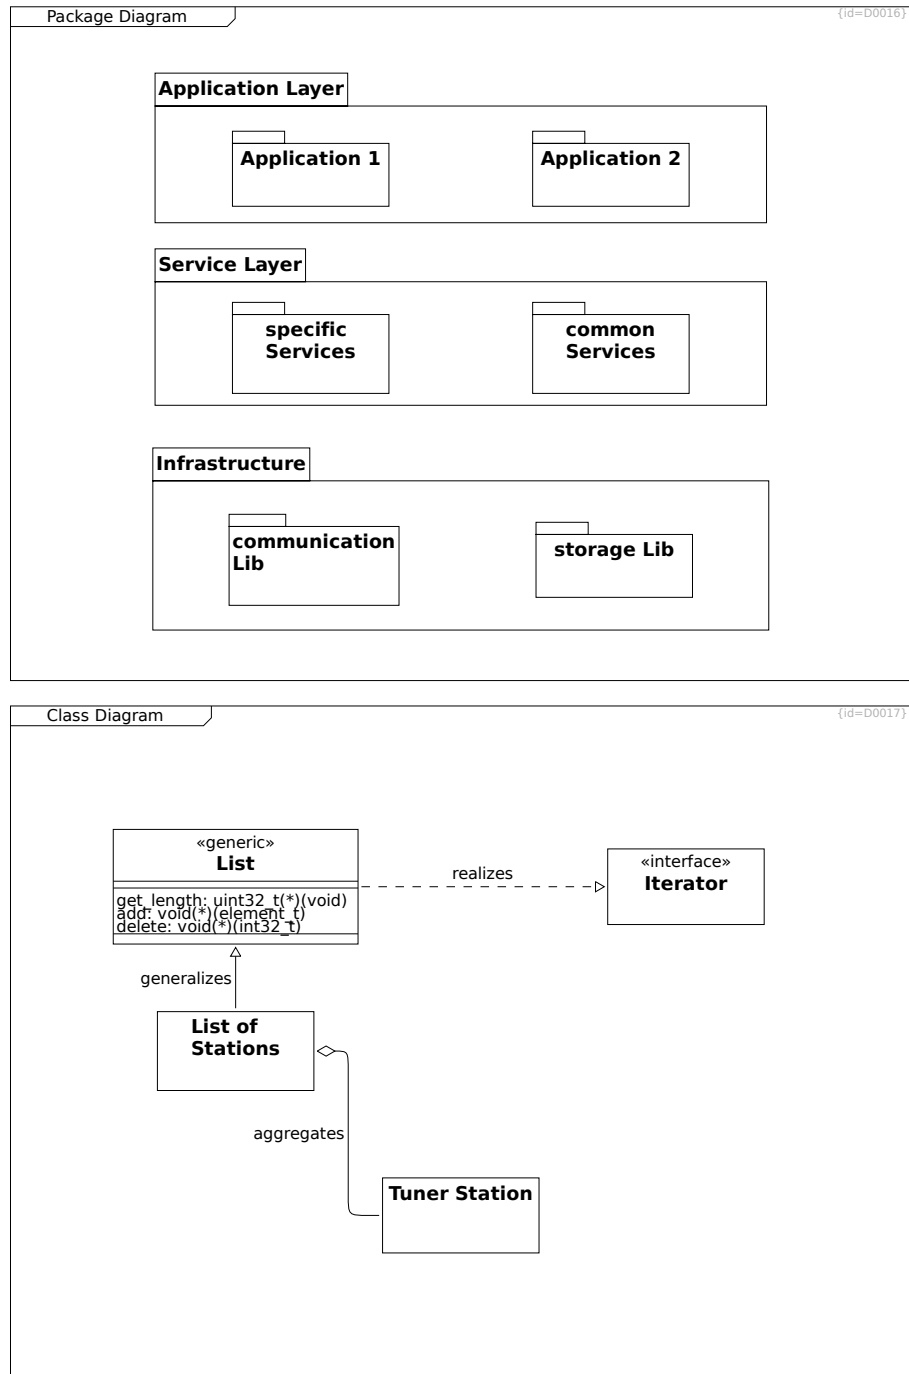 Package Diagram
{id=D0016}
Application Layer
Application 1
Application 2
Service Layer
specific
Services
common
Services
Infrastructure
communication
Lib
storage Lib
Class Diagram
{id=D0017}
«generic»
List
get_length: uint32_t(*)(void)
add: void(*)(element_t)
delete: void(*)(int32_t)
realizes
«interface»
Iterator
generalizes
List of
Stations
aggregates
Tuner Station